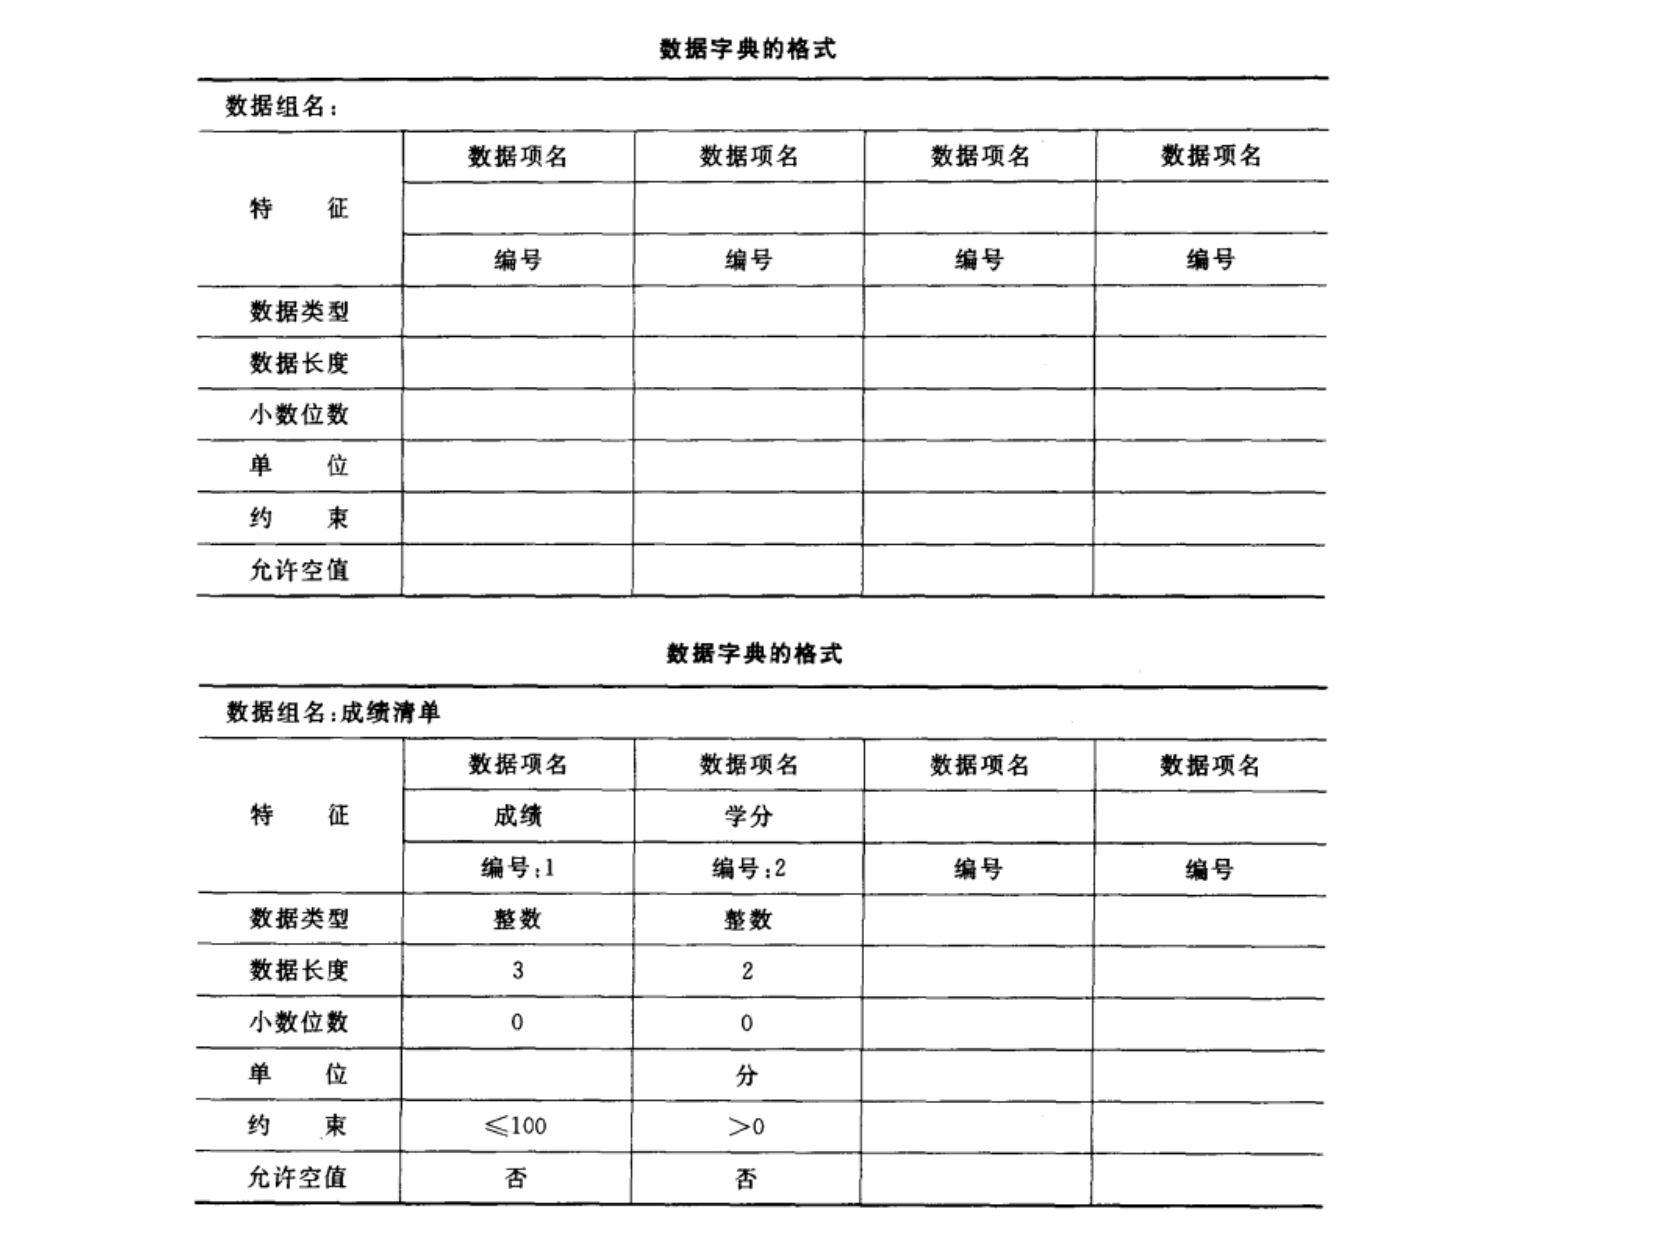 数据字典的格式
数据组名:
特 征 数据项名 数据项名 数据项名 数据项名
编号 编号 编号 编号
数据类型
数据长度
小数位数
单 位
约 束
允许空值
数据字典的格式
数据组名:成绩清单
特 征 数据项名 数据项名 数据项名 数据项名
成绩 学分
编号:1 编号:2 编号 编号
数据类型 整数 整数
数据长度 3 2
小数位数 0 0
单 位 分
约 束 ≤100 >0
允许空值 否 否